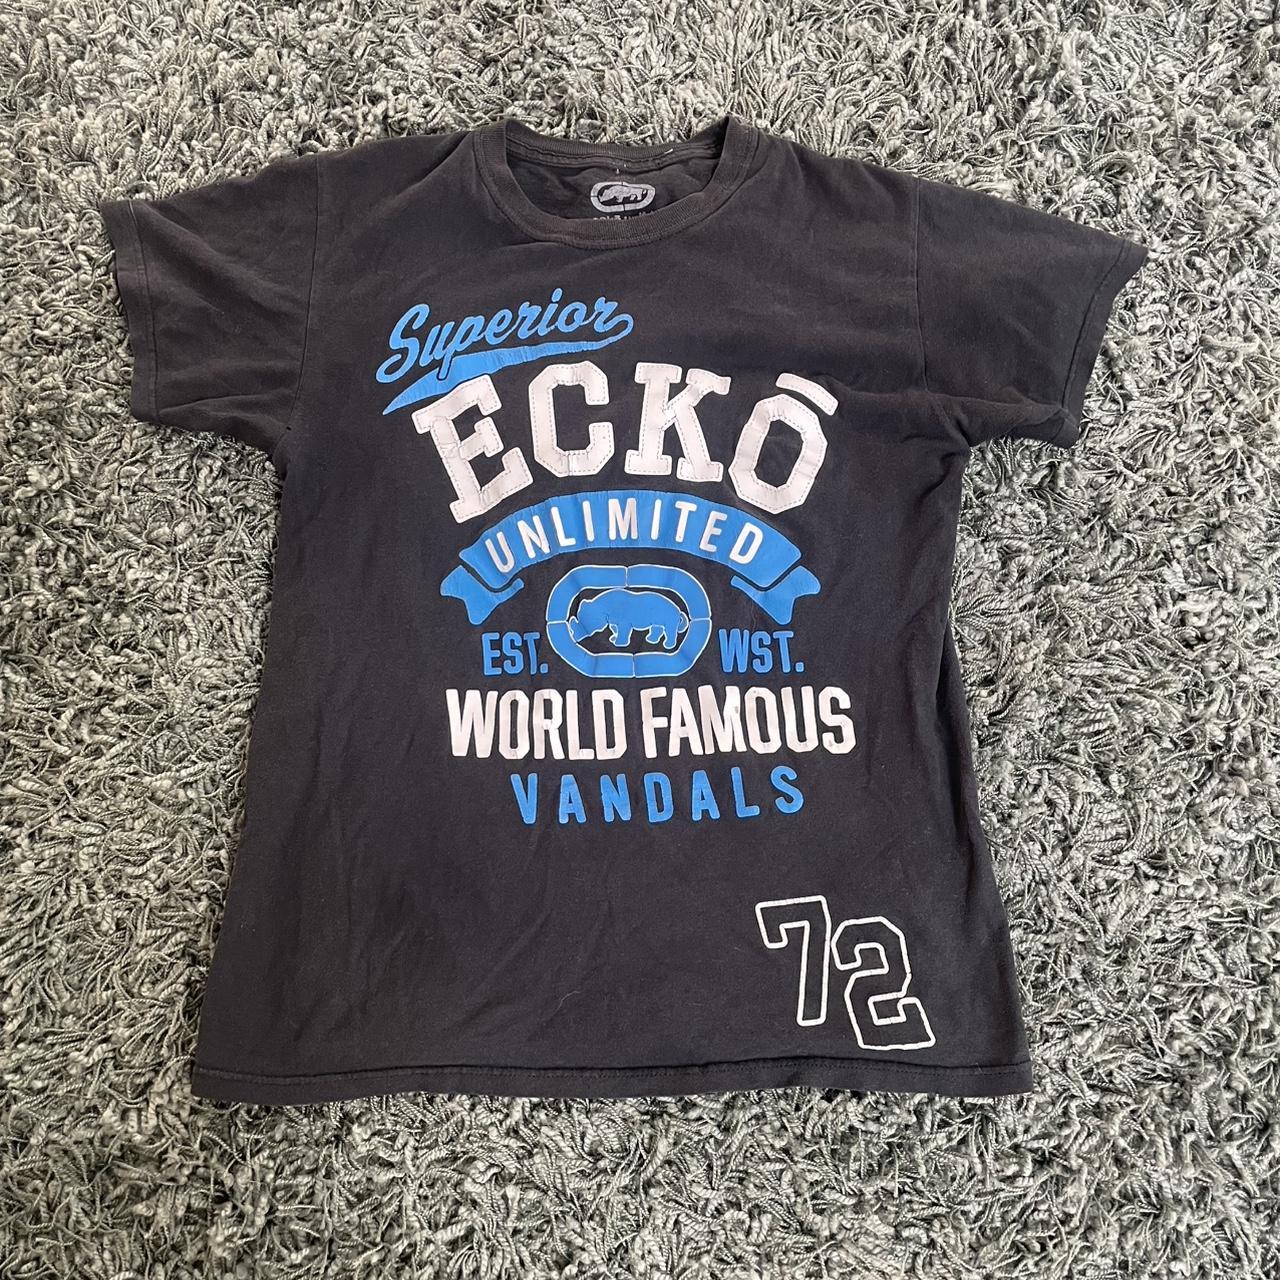 Superior
ECKŌ
UNLIMITED
EST. WST.
WORLD FAMOUS
VANDALS
72